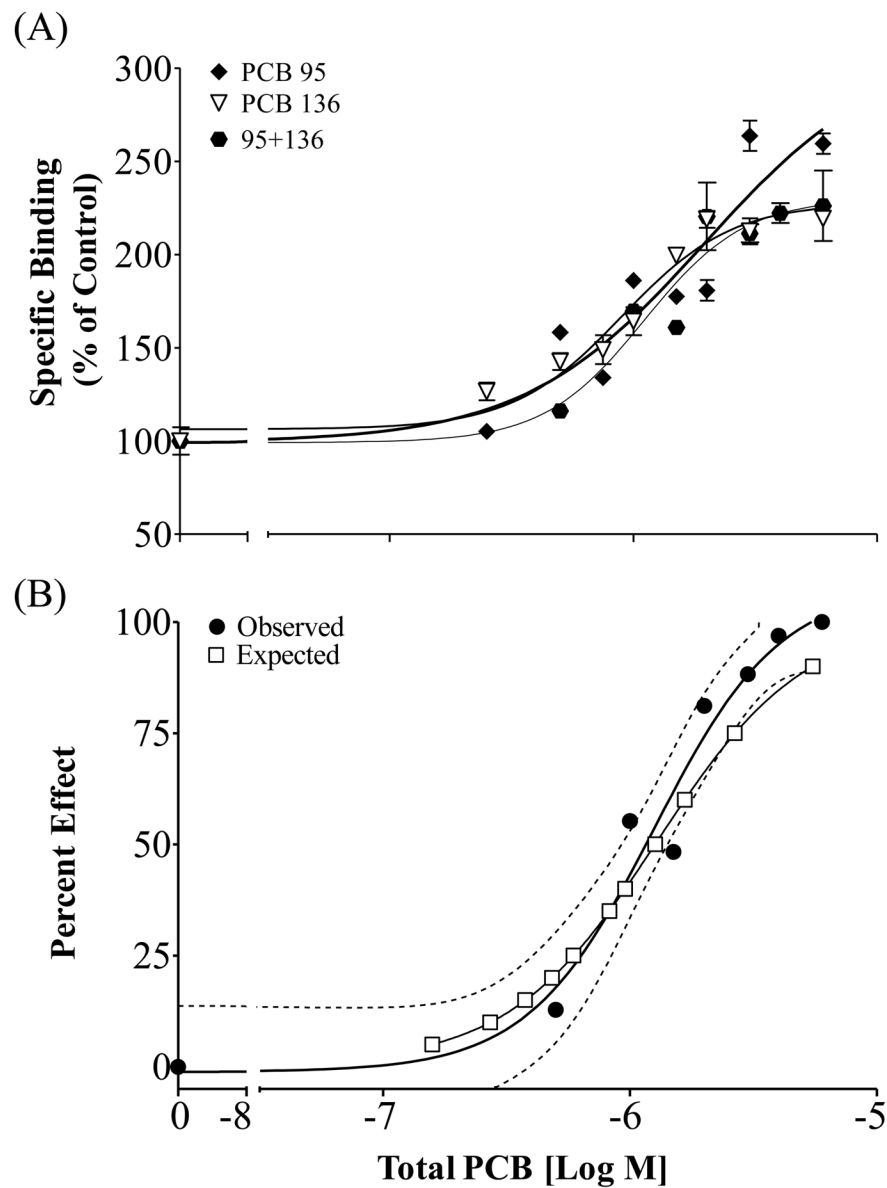 (A)
300
250
200
150
100
50
Specific Binding
(% of Control)
PCB 95
PCB 136
95+136
(B)
100
75
50
25
0
Percent Effect
Observed
Expected
0 -8 -7 -6 -5
Total PCB [Log M]